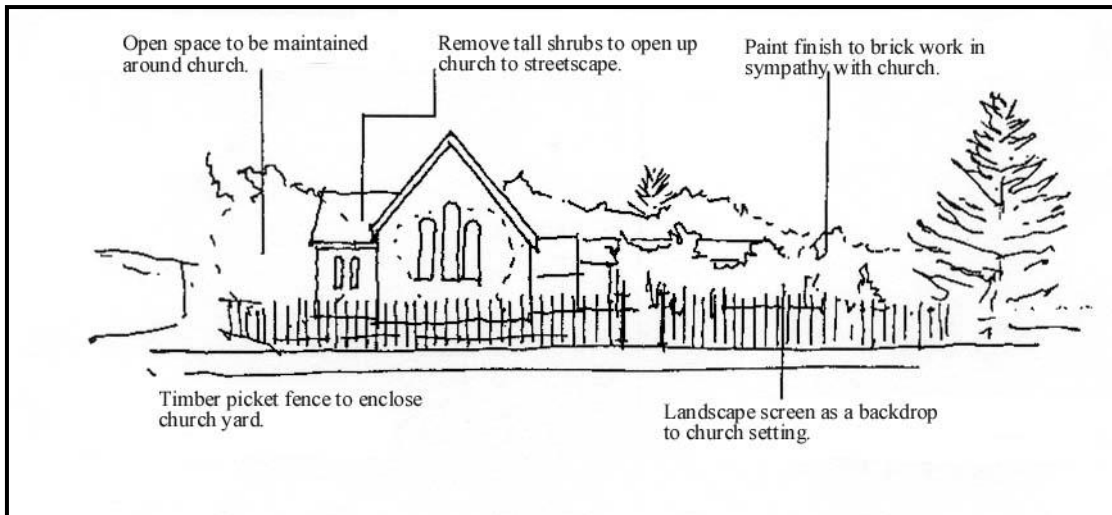 Open space to be maintained
around church.
Remove tall shrubs to open up
church to streetscape.
Paint finish to brick work in
sympathy with church.
Timber picket fence to enclose
church yard.
Landscape screen as a backdrop
to church setting.